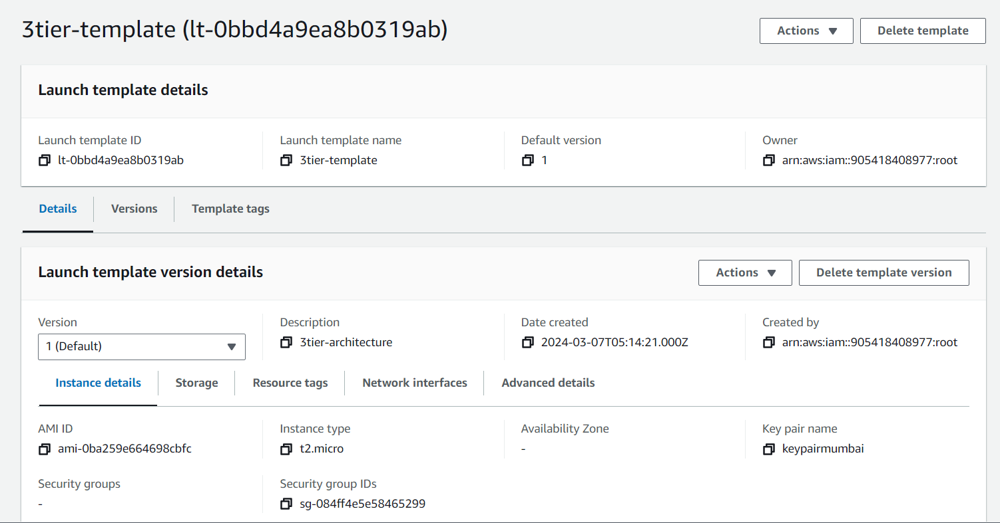 3tier-template (lt-0bbd4a9ea8b0319ab)
Actions
Delete template
Launch template details
Launch template ID
lt-0bbd4a9ea8b0319ab
Launch template name
3tier-template
Default version
1
Owner
arn:aws:iam::905418408977:root
Details
Versions
Template tags
Launch template version details
Actions
Delete template version
Version
1 (Default)
Description
3tier-architecture
Date created
2024-03-07T05:14:21.000Z
Created by
arn:aws:iam::905418408977:root
Instance details
Storage
Resource tags
Network interfaces
Advanced details
AMI ID
ami-0ba259e664698cbfc
Instance type
t2.micro
Availability Zone
-
Key pair name
keypairmumbai
Security groups
-
Security group IDs
sg-084ff4e5e58465299